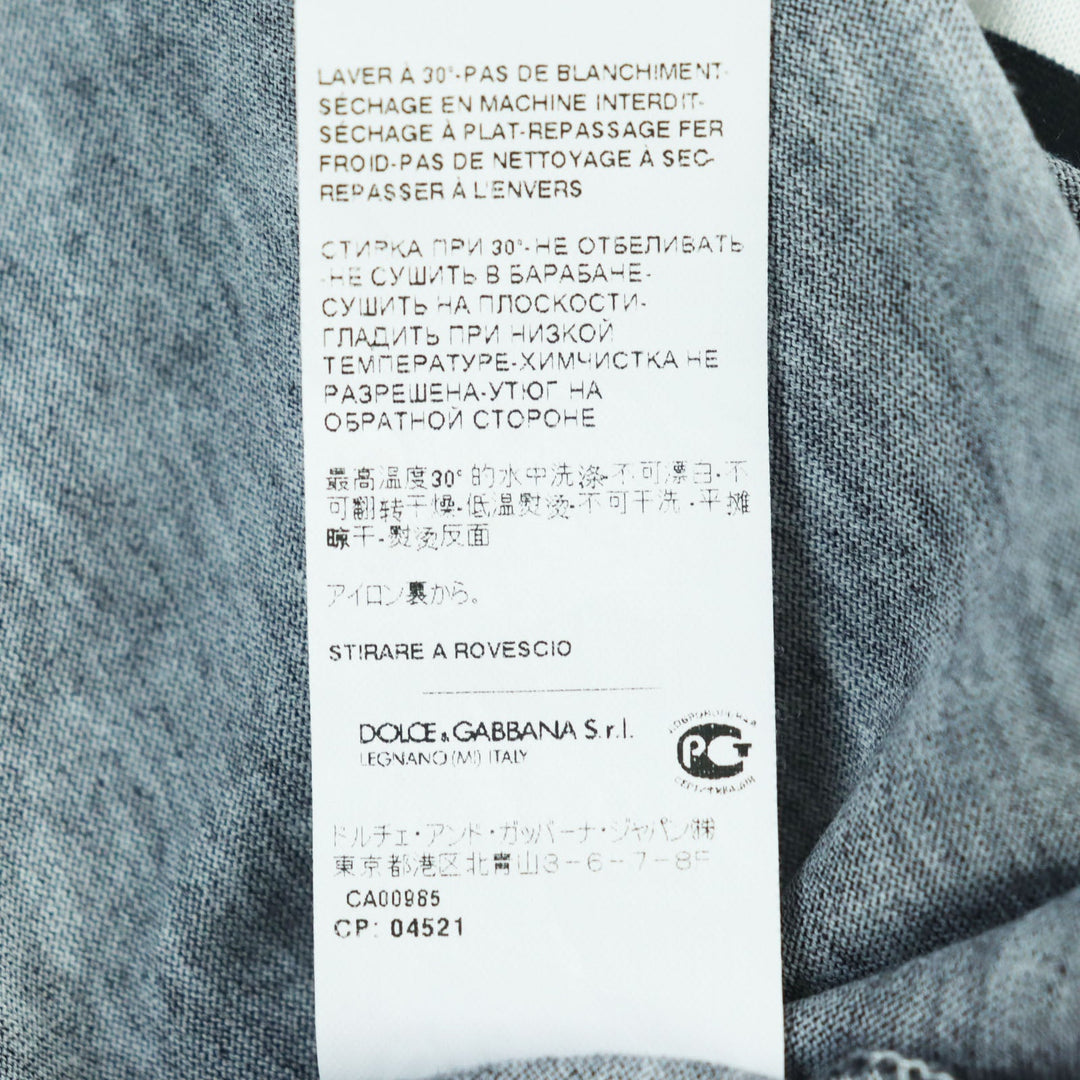 LAVER À 30°-PAS DE BLANCHIMENT-
SÉCHAGE EN MACHINE INTERDIT-
SÉCHAGE À PLAT-REPASSAGE FER
FROID-PAS DE NETTOYAGE À SEC-
REPASSER À L'ENVERS
СТИРКА ПРИ 30°-НЕ ОТБЕЛИВАТЬ
-НЕ СУШИТЬ В БАРАБАНЕ-
СУШИТЬ НА ПЛОСКОСТИ-
ГЛАДИТЬ ПРИ НИЗКОЙ
ТЕМПЕРАТУРЕ-ХИМЧИСТКА НЕ
РАЗРЕШЕНА-УТЮГ НА
ОБРАТНОЙ СТОРОНЕ
最高温度30°的水中洗涤-不可漂白-不
可翻转干燥-低温熨烫-不可干洗-平摊
晾干-熨烫反面
アイロン裏から。
STIRARE A ROVESCIO
DOLCE & GABBANA S.r.l.
LEGNANO (MI) ITALY
ДОБРОВОЛЬНАЯ
РСТ
СЕРТИФИКАЦИЯ
ドルチェ・アンド・ガッバーナ・ジャパン㈱
東京都港区北青山3-6-7-8F
CA00985
CP: 04521